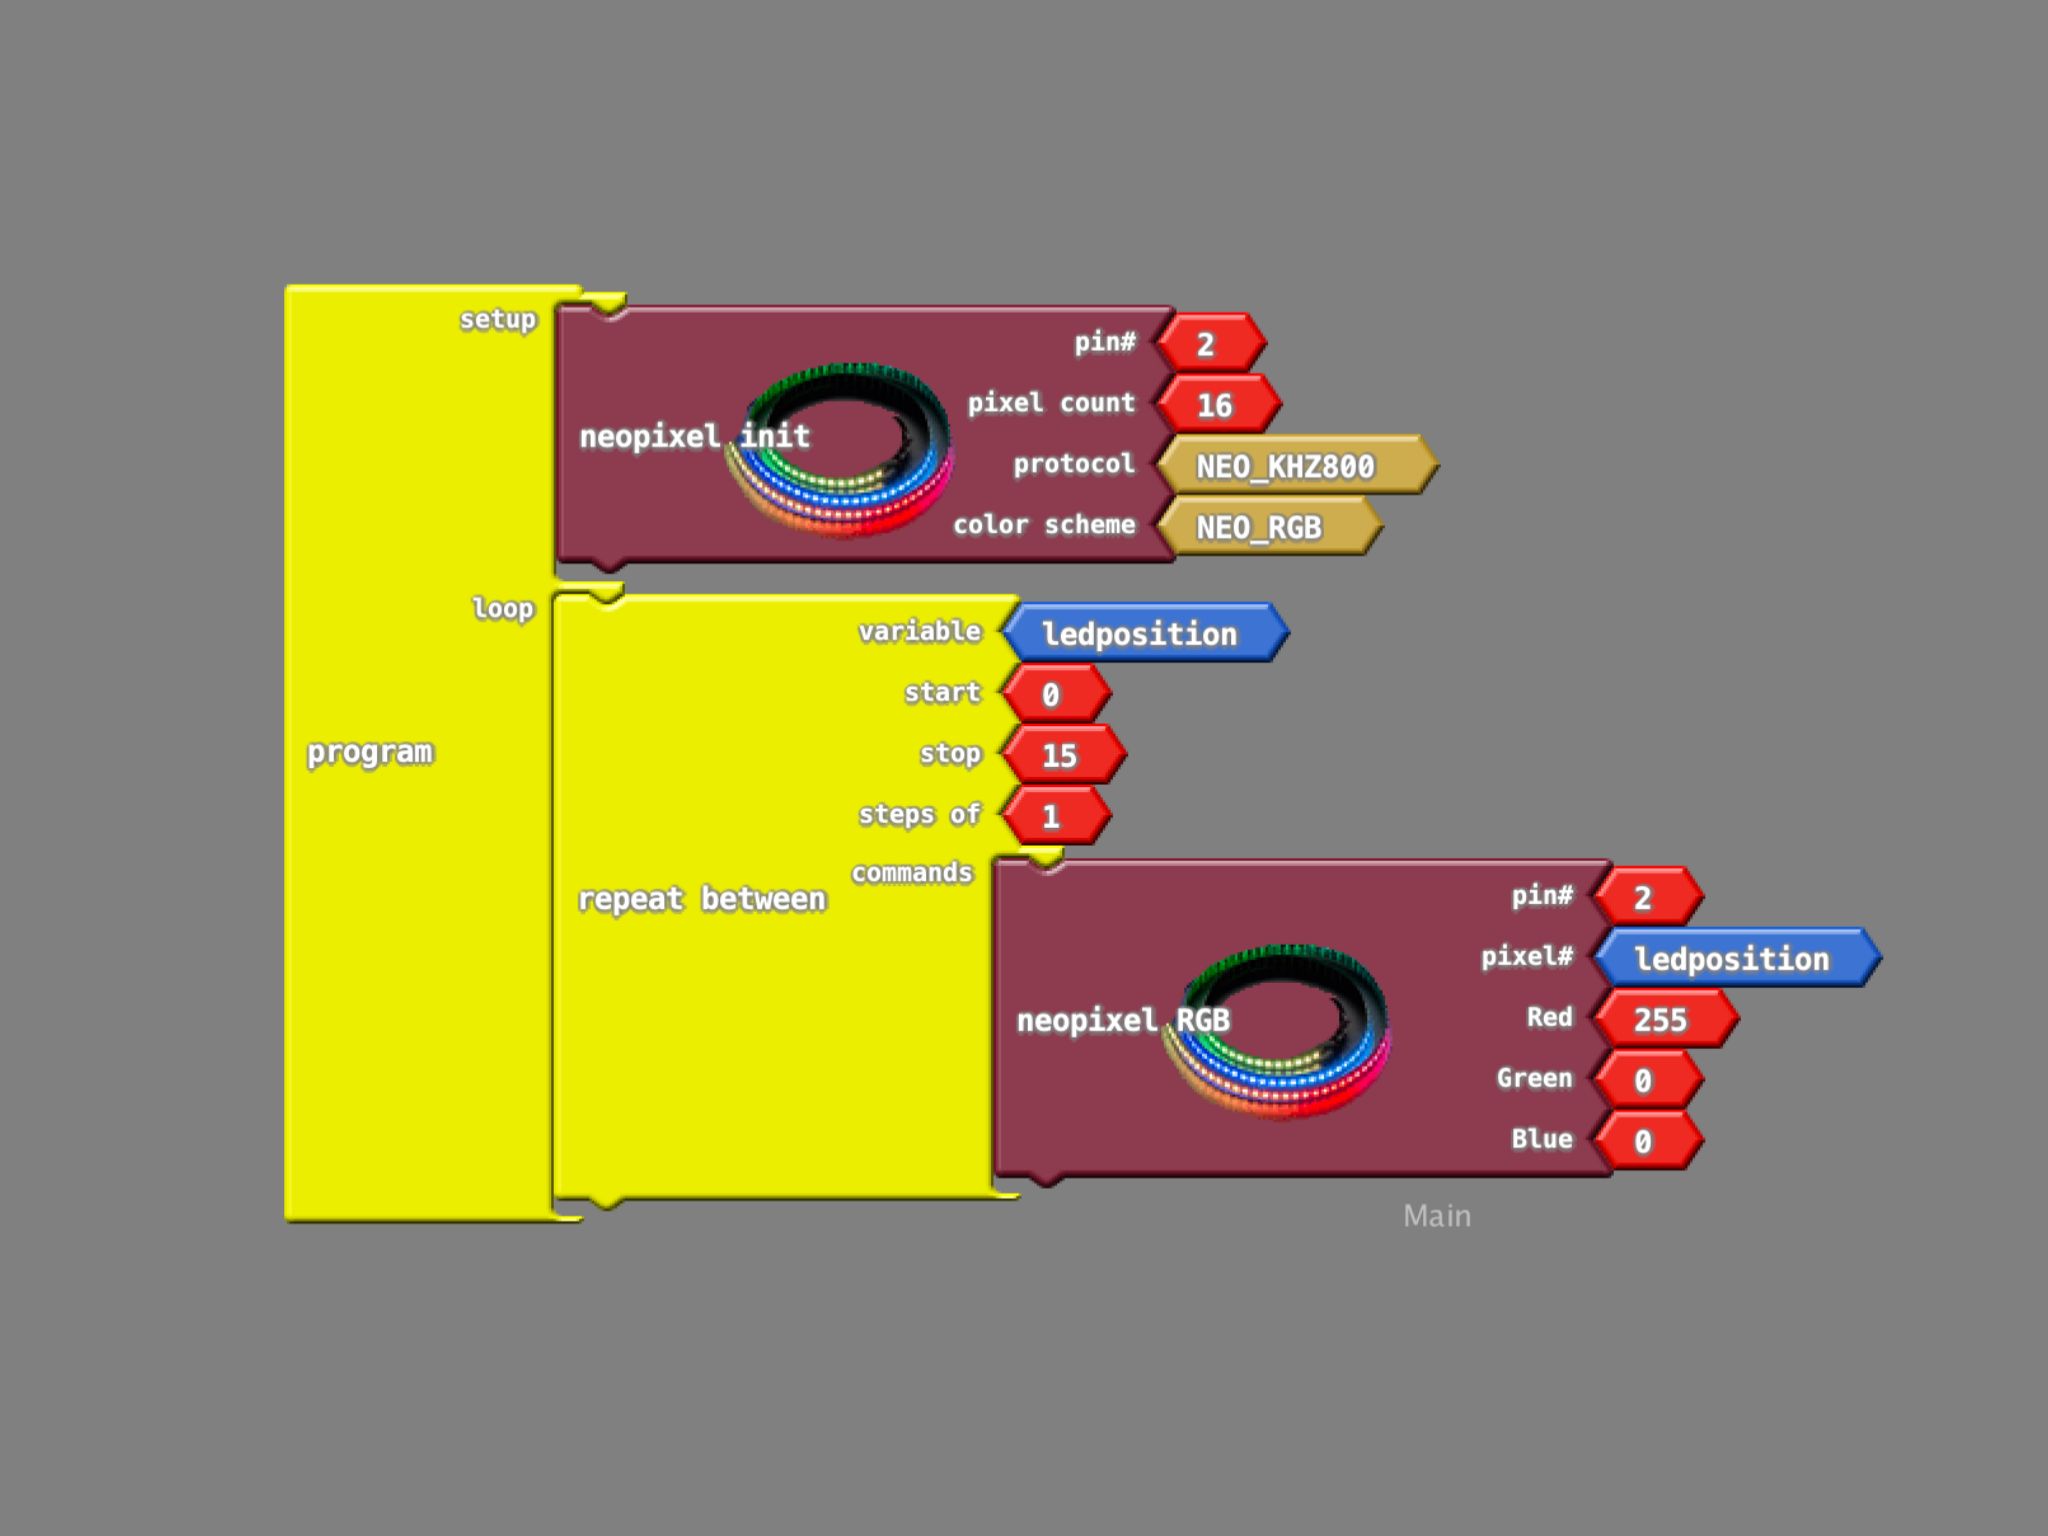 setup
pin# 2
pixel count 16
neopixel init
protocol NEO_KHZ800
color scheme NEO_RGB
loop
variable ledposition
start 0
stop 15
program
steps of 1
commands
repeat between
pin# 2
pixel# ledposition
neopixel RGB
Red 255
Green 0
Blue 0
Main